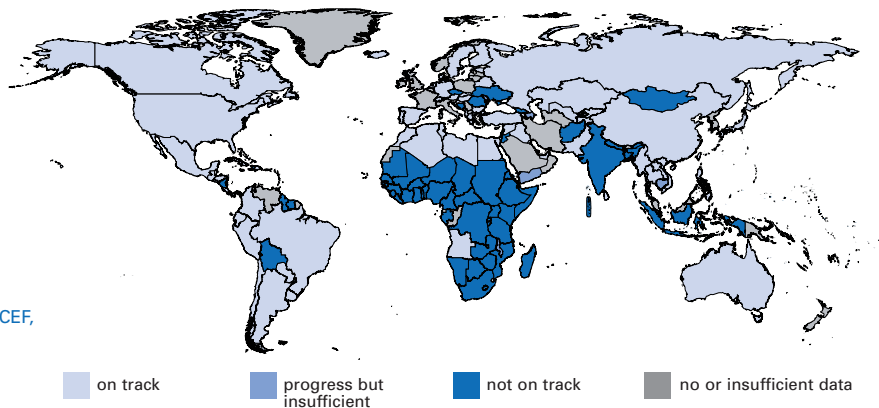 CEF,
on track
progress but
insufficient
not on track
no or insufficient data